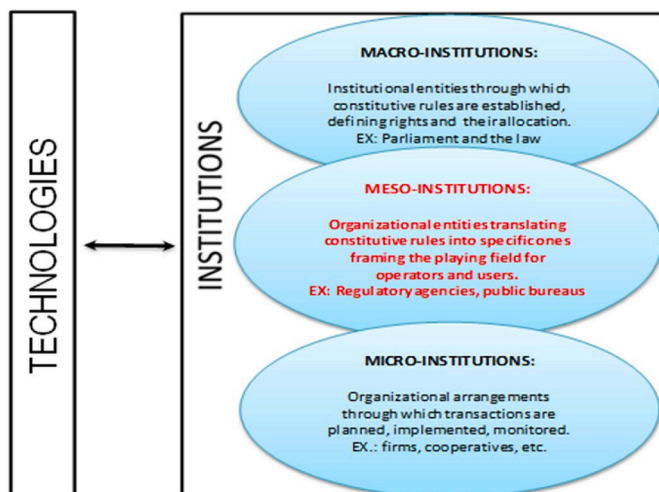 TECHNOLOGIES
INSTITUTIONS
MACRO-INSTITUTIONS:
Institutional entities through which
constitutive rules are established,
defining rights and their allocation.
EX: Parliament and the law
MESO-INSTITUTIONS:
Organizational entities translating
constitutive rules into specific ones
framing the playing field for
operators and users.
EX: Regulatory agencies, public bureaus
MICRO-INSTITUTIONS:
Organizational arrangements
through which transactions are
planned, implemented, monitored.
EX.: firms, cooperatives, etc.